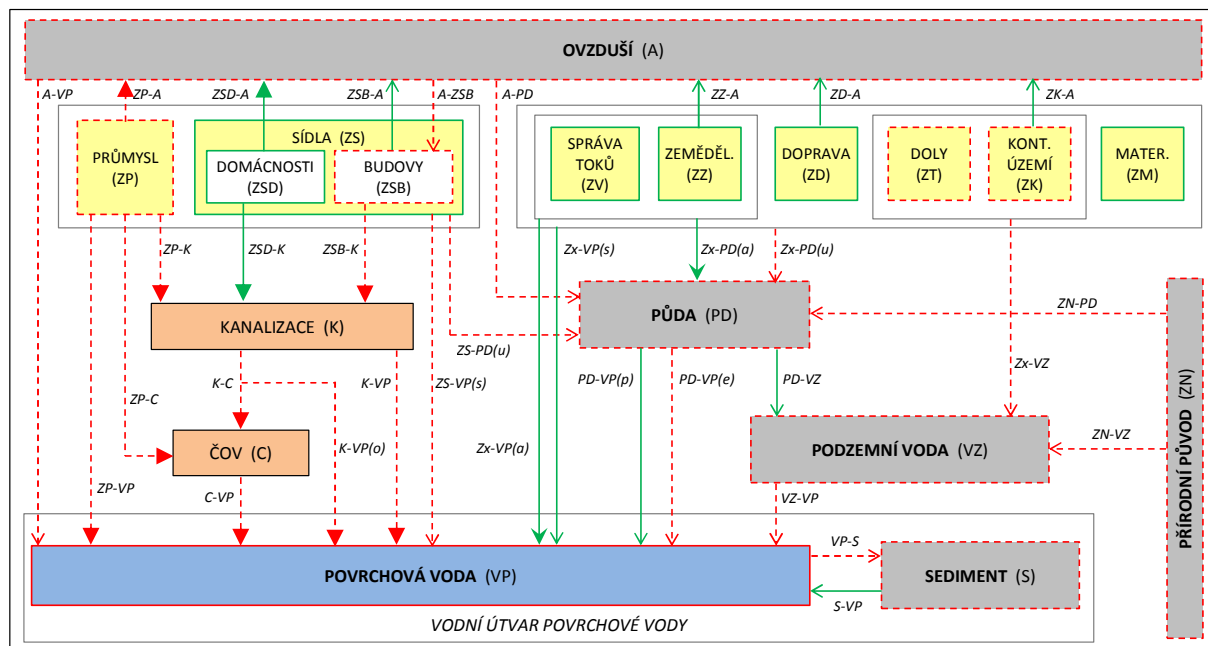 OVZDUŠÍ (A)
A-VP
ZP-A
ZSD-A
ZSB-A
A-ZSB
A-PD
ZZ-A
ZD-A
ZK-A
PRŮMYSL
(ZP)
SÍDLA (ZS)
DOMÁCNOSTI
(ZSD)
BUDOVY
(ZSB)
SPRÁVA
TOKŮ
(ZV)
ZEMĚDĚL.
(ZZ)
DOPRAVA
(ZD)
DOLY
(ZT)
KONT.
ÚZEMÍ
(ZK)
MATER.
(ZM)
ZP-K
ZSD-K
ZSB-K
Zx-VP(s)
Zx-PD(a)
Zx-PD(u)
KANALIZACE (K)
PŮDA (PD)
ZN-PD
ZS-PD(u)
Zx-VZ
K-C
K-VP
ZS-VP(s)
PD-VP(p)
PD-VP(e)
PD-VZ
ZP-C
ČOV (C)
K-VP(o)
Zx-VP(a)
PODZEMNÍ VODA (VZ)
ZN-VZ
PŘÍRODNÍ PŮVOD (ZN)
ZP-VP
C-VP
VZ-VP
POVRCHOVÁ VODA (VP)
VP-S
SEDIMENT (S)
S-VP
VODNÍ ÚTVAR POVRCHOVÉ VODY